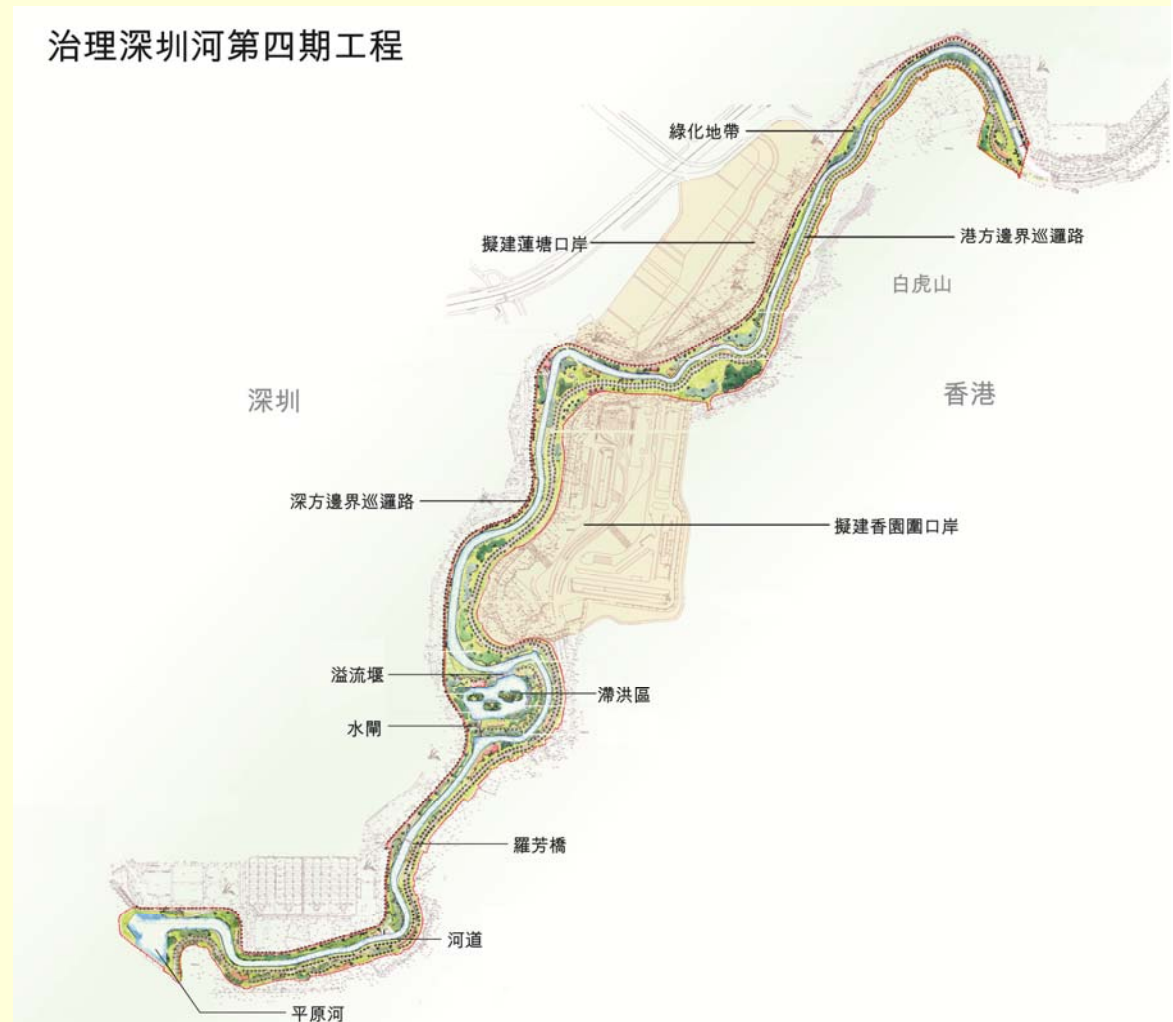 治理深圳河第四期工程
綠化地帶
擬建蓮塘口岸
港方邊界巡邏路
白虎山
深圳
香港
深方邊界巡邏路
擬建香園圍口岸
溢流堰
滯洪區
水閘
羅芳橋
河道
平原河